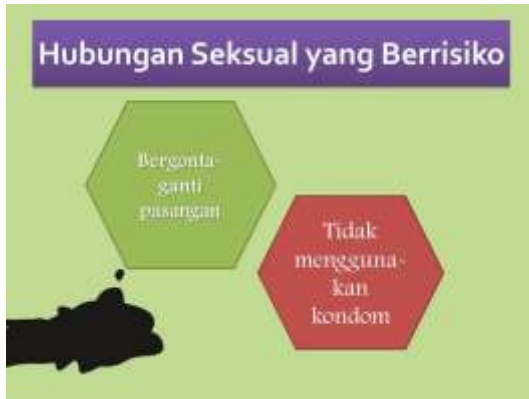 Hubungan Seksual yang Berrisiko
Bergonta-
ganti
pasangan
Tidak
mengguna-
kan
kondom